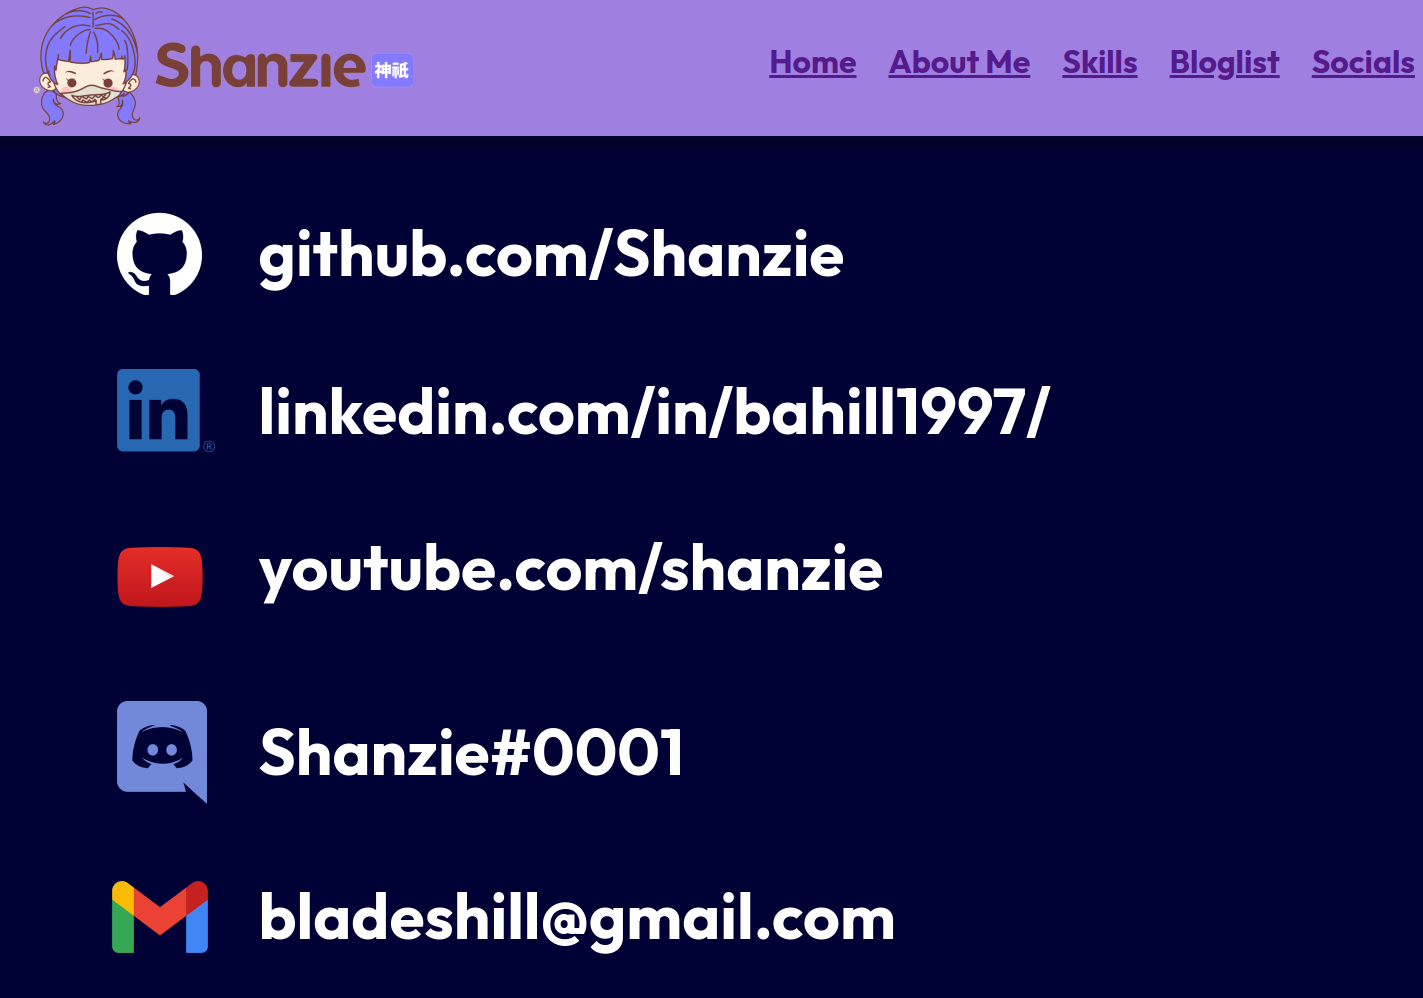 Shanzie 神祇
Home About Me Skills Bloglist Socials
github.com/Shanzie
in
linkedin.com/in/bahill1997/
youtube.com/shanzie
Shanzie#0001
bladeshill@gmail.com